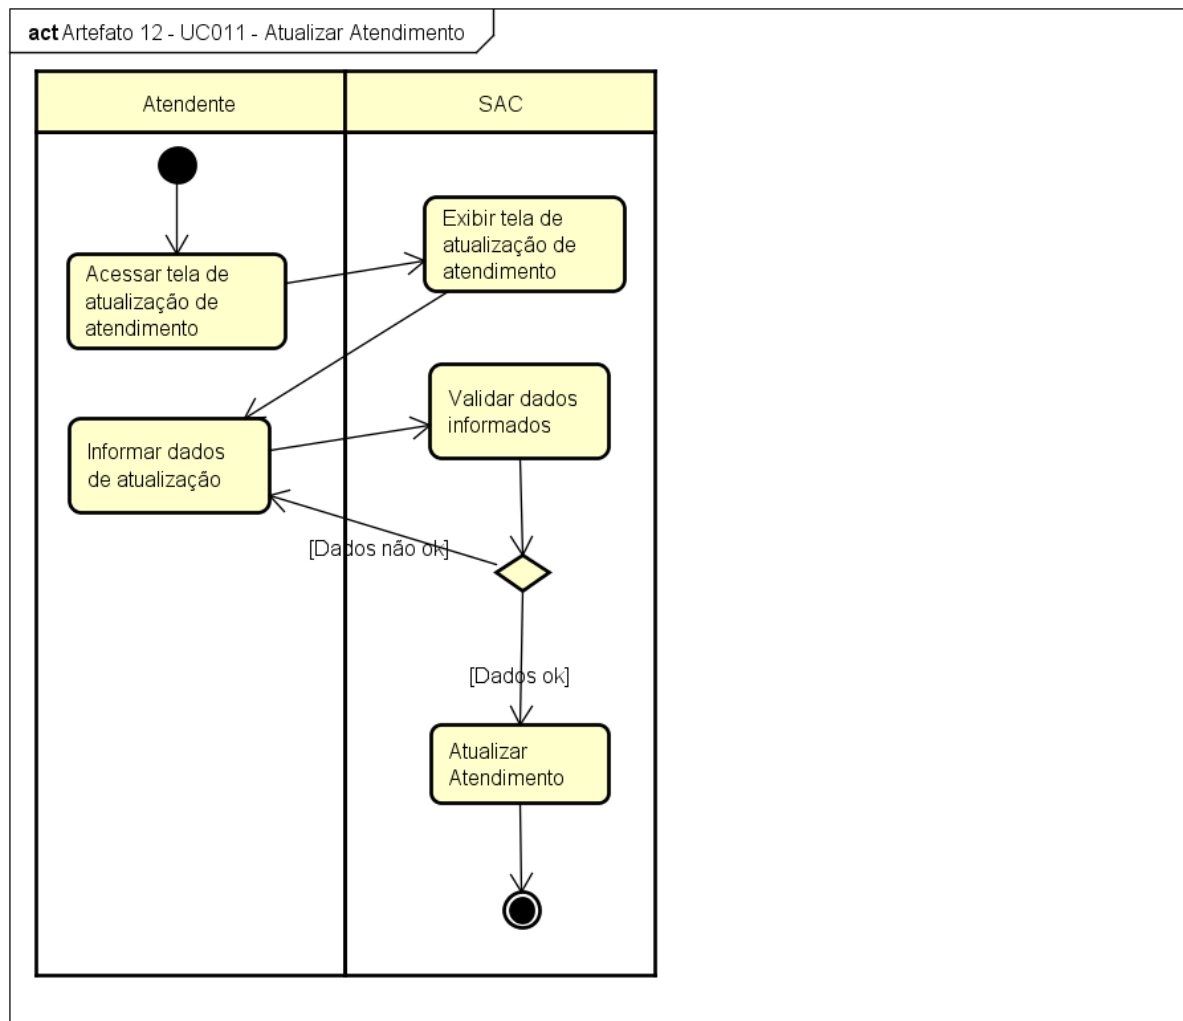 act Artefato 12 - UC011 - Atualizar Atendimento
Atendente
SAC
Exibir tela de
atualização de
atendimento
Acessar tela de
atualização de
atendimento
Validar dados
informados
Informar dados
de atualização
[Dados não ok]
[Dados ok]
Atualizar
Atendimento